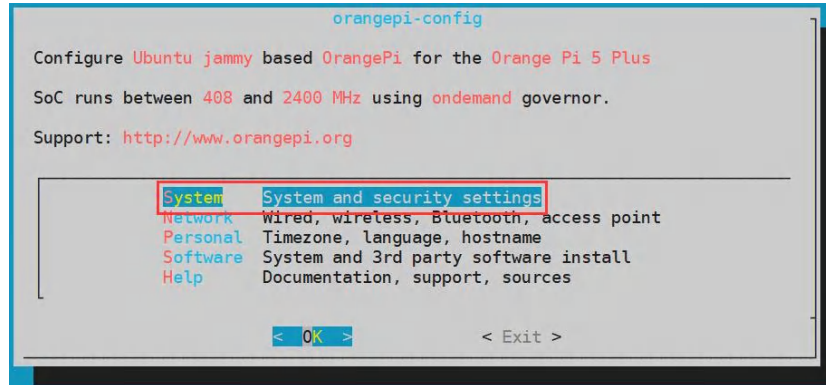 orangepi-config
Configure Ubuntu jammy based OrangePi for the Orange Pi 5 Plus
SoC runs between 408 and 2400 MHz using ondemand governor.
Support: http://www.orangepi.org
System System and security settings
Network Wired, wireless, Bluetooth, access point
Personal Timezone, language, hostname
Software System and 3rd party software install
Help Documentation, support, sources
< OK > < Exit >